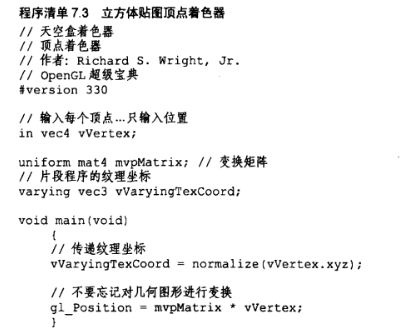 程序清单 7.3 立方体贴图顶点着色器
// 天空盒着色器
// 顶点着色器
// 作者: Richard S. Wright, Jr.
// OpenGL 超级宝典
#version 330
// 输入每个顶点…只输入位置
in vec4 vVertex;
uniform mat4 mvpMatrix; // 变换矩阵
// 片段程序的纹理坐标
varying vec3 vVaryingTexCoord;
void main(void)
{
// 传递纹理坐标
vVaryingTexCoord = normalize(vVertex.xyz);
// 不要忘记对几何图形进行变换
gl_Position = mvpMatrix * vVertex;
}